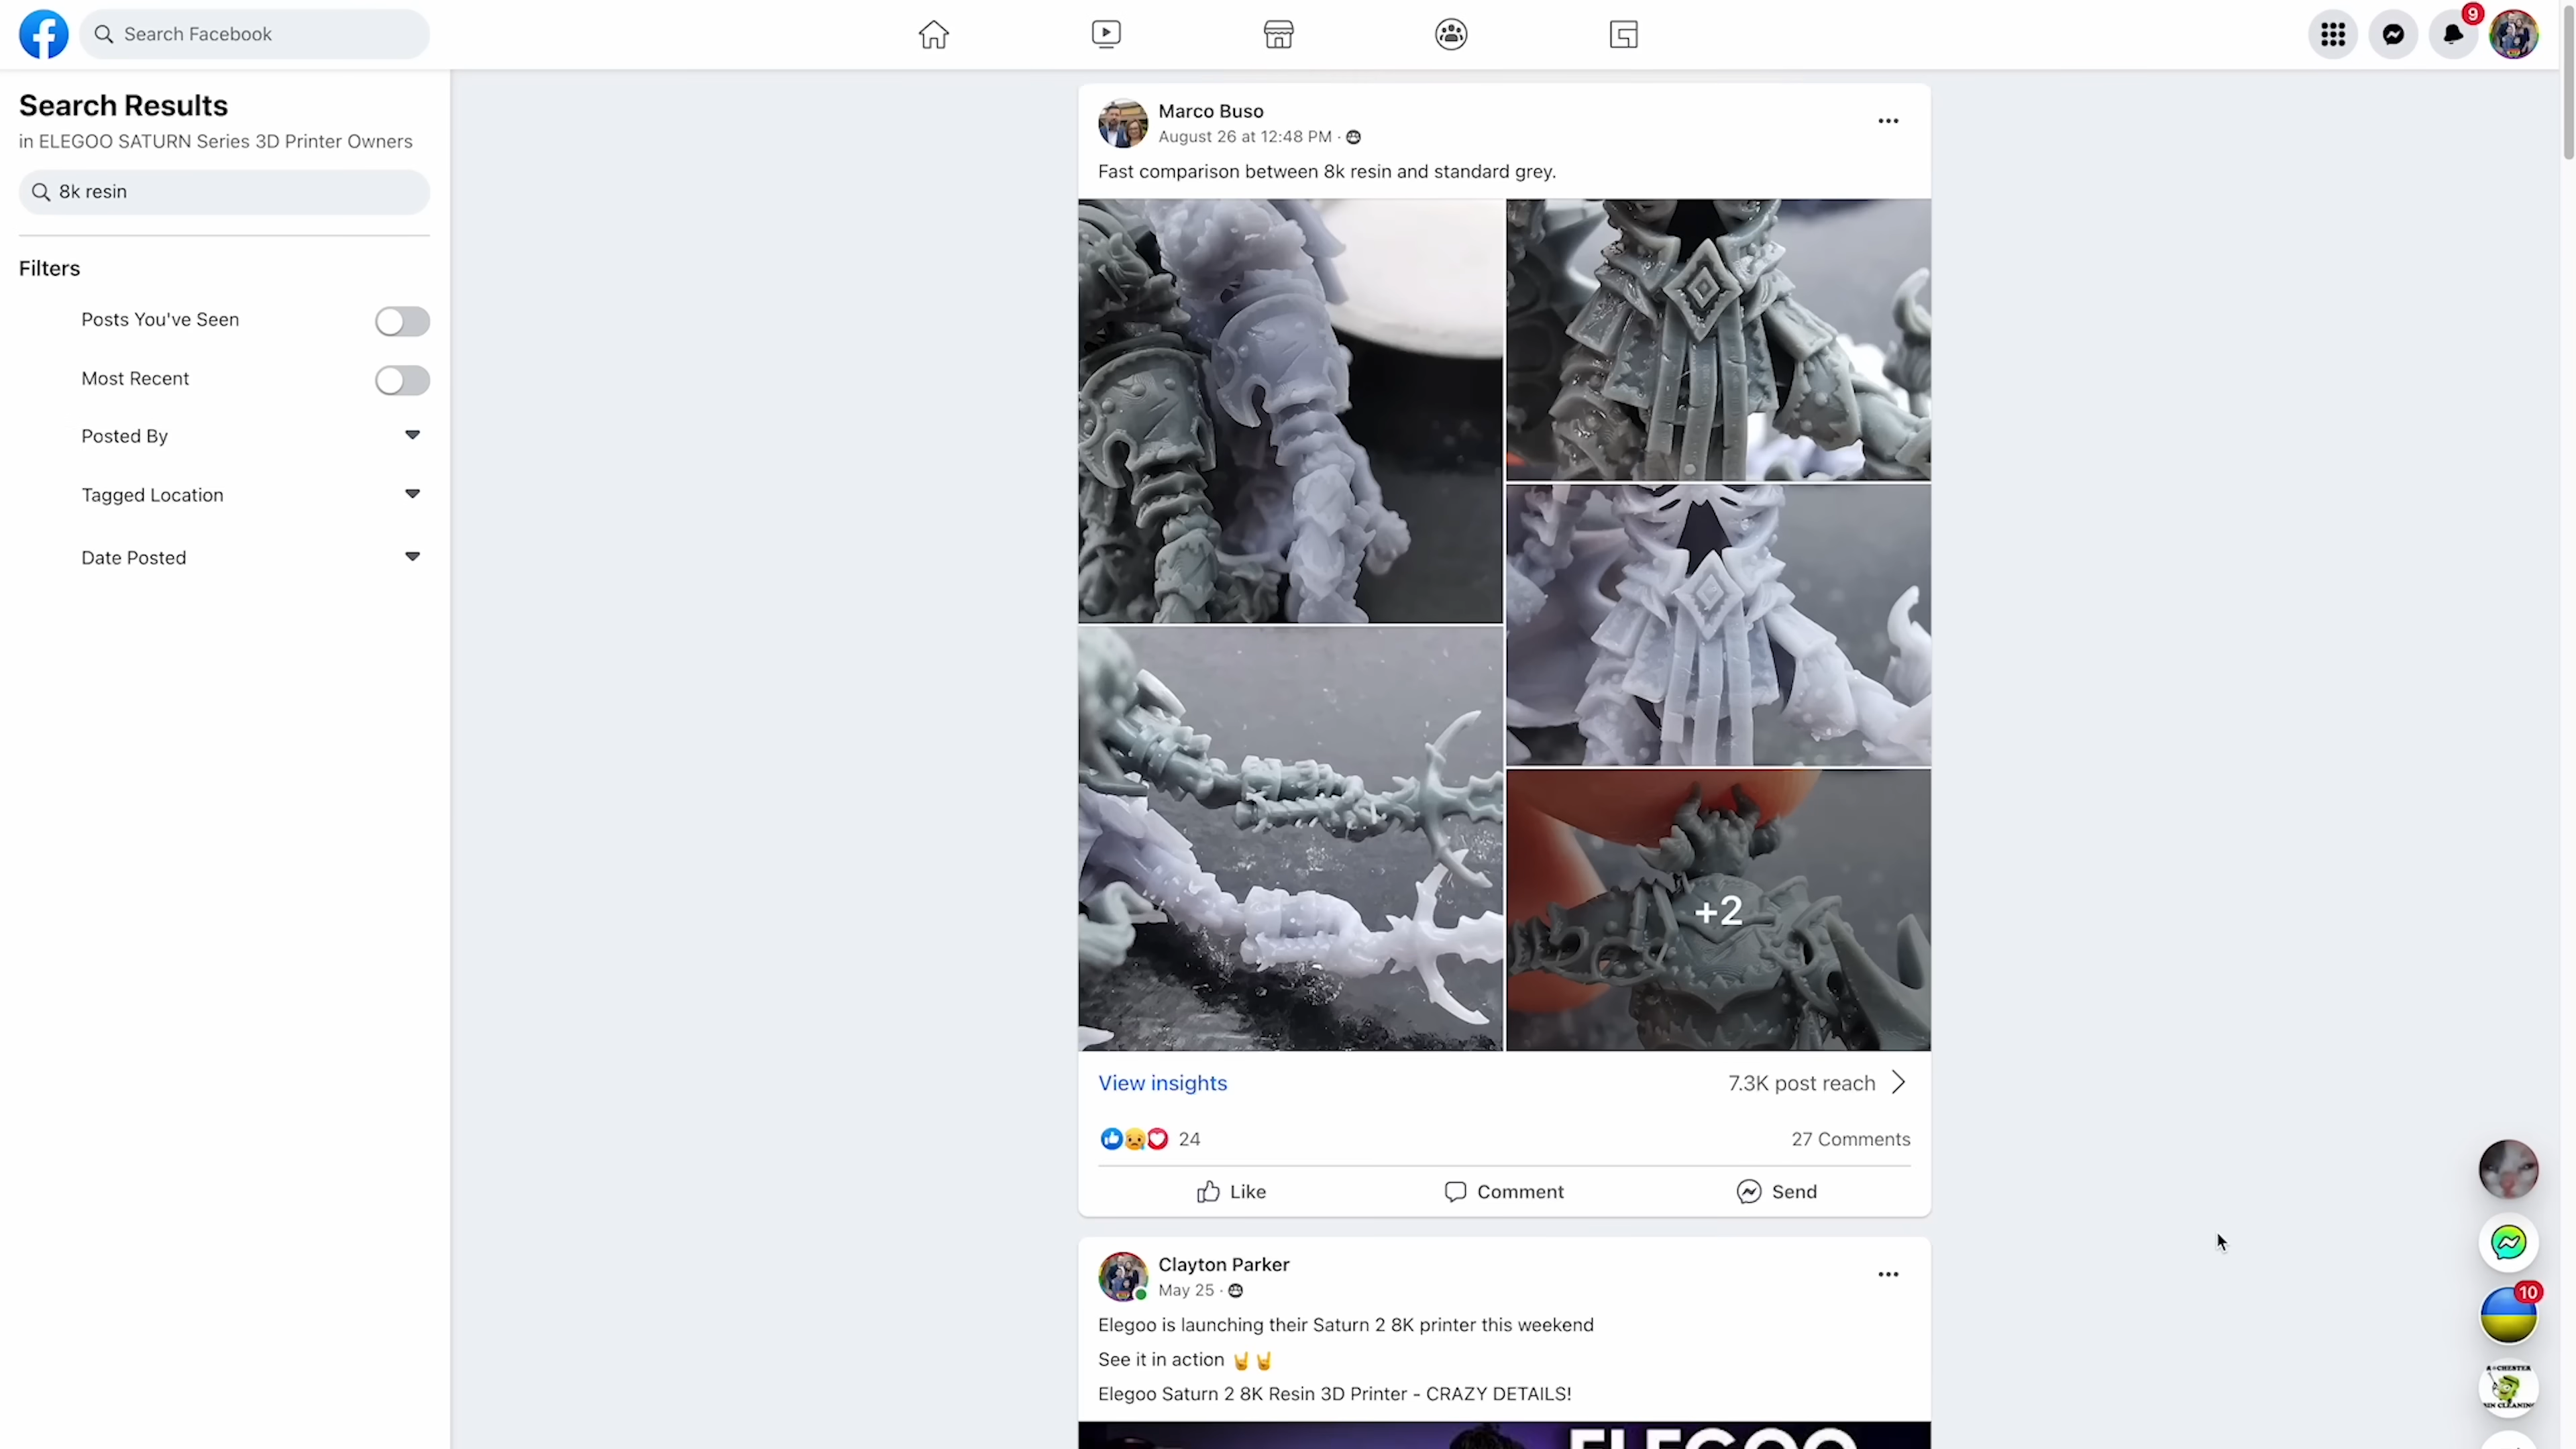 Search Facebook
9
Search Results
in ELEGOO SATURN Series 3D Printer Owners
8k resin
Filters
Posts You've Seen
Most Recent
Posted By
Tagged Location
Date Posted
Marco Buso
August 26 at 12:48 PM ·
Fast comparison between 8k resin and standard grey.
+2
View insights
7.3K post reach
24
27 Comments
Like
Comment
Send
Clayton Parker
May 25 ·
Elegoo is launching their Saturn 2 8K printer this weekend
See it in action 🤘🤘
Elegoo Saturn 2 8K Resin 3D Printer - CRAZY DETAILS!
ELEGOO
10